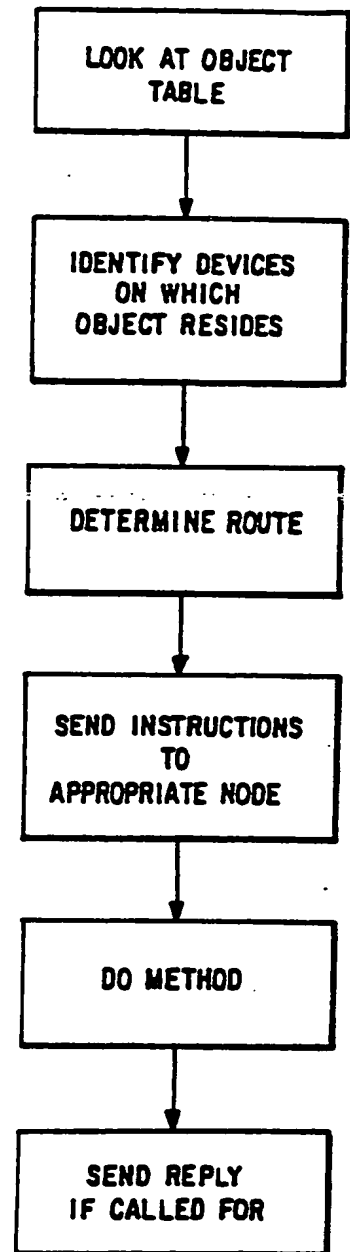 LOOK AT OBJECT
TABLE
IDENTIFY DEVICES
ON WHICH
OBJECT RESIDES
DETERMINE ROUTE
SEND INSTRUCTIONS
TO
APPROPRIATE NODE
DO METHOD
SEND REPLY
IF CALLED FOR